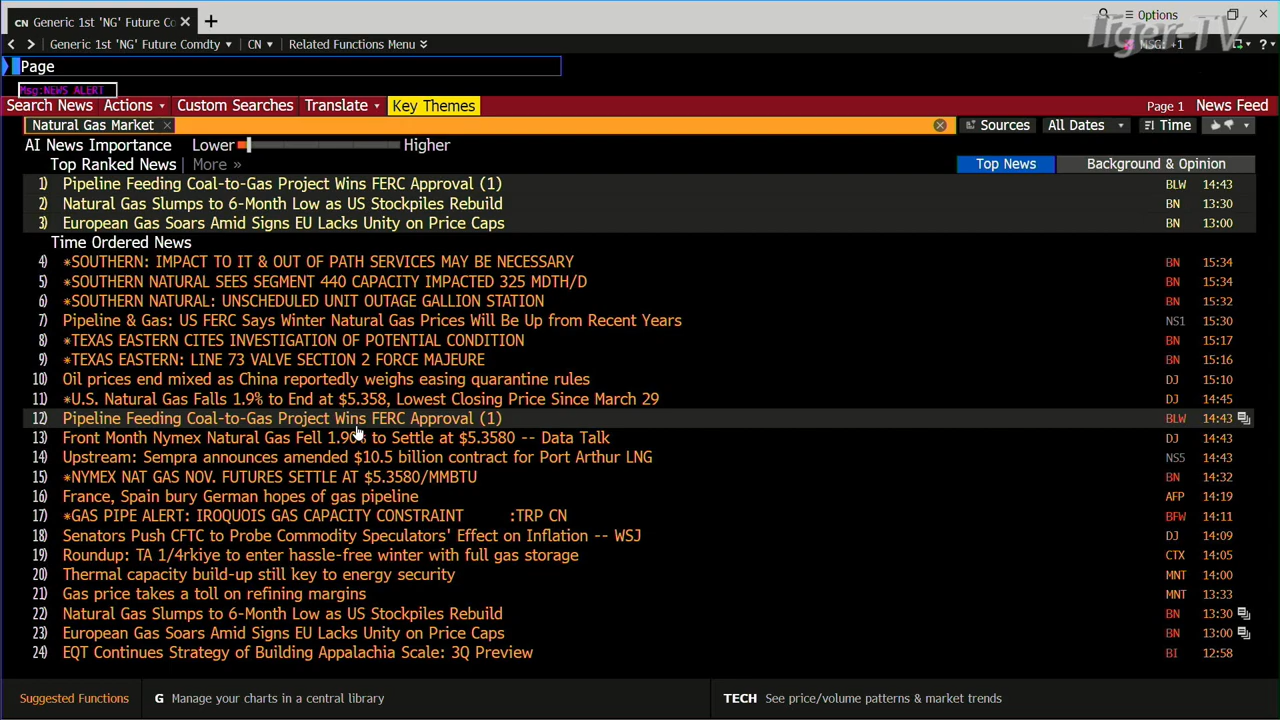 CN Generic 1st 'NG' Future Co × +
Options
Tiger-TV
< > Generic 1st 'NG' Future Comdty ▾ CN ▾ Related Functions Menu
MSG: +1 ?
Page
Msg:NEWS ALERT
Search News Actions Custom Searches Translate Key Themes Page 1 News Feed
Natural Gas Market × Sources All Dates Time
AI News Importance Lower Higher
Top Ranked News | More » Top News Background & Opinion
1) Pipeline Feeding Coal-to-Gas Project Wins FERC Approval (1) BLW 14:43
2) Natural Gas Slumps to 6-Month Low as US Stockpiles Rebuild BN 13:30
3) European Gas Soars Amid Signs EU Lacks Unity on Price Caps BN 13:00
Time Ordered News
4) *SOUTHERN: IMPACT TO IT & OUT OF PATH SERVICES MAY BE NECESSARY BN 15:34
5) *SOUTHERN NATURAL SEES SEGMENT 440 CAPACITY IMPACTED 325 MDTH/D BN 15:34
6) *SOUTHERN NATURAL: UNSCHEDULED UNIT OUTAGE GALLION STATION BN 15:32
7) Pipeline & Gas: US FERC Says Winter Natural Gas Prices Will Be Up from Recent Years NS1 15:30
8) *TEXAS EASTERN CITES INVESTIGATION OF POTENTIAL CONDITION BN 15:17
9) *TEXAS EASTERN: LINE 73 VALVE SECTION 2 FORCE MAJEURE BN 15:16
10) Oil prices end mixed as China reportedly weighs easing quarantine rules DJ 15:10
11) *U.S. Natural Gas Falls 1.9% to End at $5.358, Lowest Closing Price Since March 29 DJ 14:45
12) Pipeline Feeding Coal-to-Gas Project Wins FERC Approval (1) BLW 14:43
13) Front Month Nymex Natural Gas Fell 1.90% to Settle at $5.3580 -- Data Talk DJ 14:43
14) Upstream: Sempra announces amended $10.5 billion contract for Port Arthur LNG NS5 14:43
15) *NYMEX NAT GAS NOV. FUTURES SETTLE AT $5.3580/MMBTU BN 14:32
16) France, Spain bury German hopes of gas pipeline AFP 14:19
17) *GAS PIPE ALERT: IROQUOIS GAS CAPACITY CONSTRAINT :TRP CN BFW 14:11
18) Senators Push CFTC to Probe Commodity Speculators' Effect on Inflation -- WSJ DJ 14:09
19) Roundup: TA 1/4rkiye to enter hassle-free winter with full gas storage CTX 14:05
20) Thermal capacity build-up still key to energy security MNT 14:00
21) Gas price takes a toll on refining margins MNT 13:33
22) Natural Gas Slumps to 6-Month Low as US Stockpiles Rebuild BN 13:30
23) European Gas Soars Amid Signs EU Lacks Unity on Price Caps BN 13:00
24) EQT Continues Strategy of Building Appalachia Scale: 3Q Preview BI 12:58
Suggested Functions G Manage your charts in a central library TECH See price/volume patterns & market trends